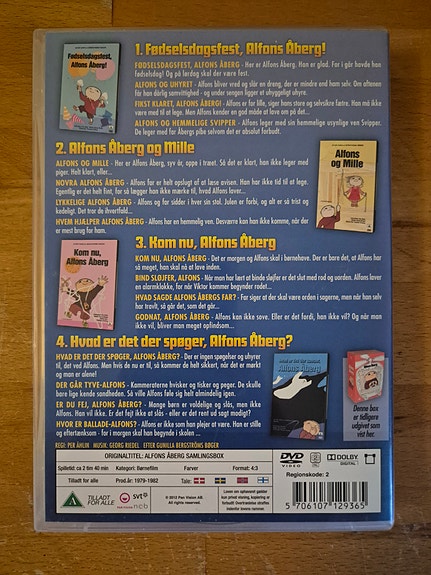 1. Fødselsdagsfest, Alfons Åberg!
FØDSELSDAGSFEST, ALFONS ÅBERG - Her er Alfons Åberg. Han er glad. For i går havde han
fødselsdag! Og på lørdag skal der være fest.
ALFONS OG UHYRET - Alfons bliver vred og slår en dreng, der er mindre end ham selv. Om aftenen
får han dårlig samvittighed - og under sengen ligger et uhyggeligt uhyre.
FIKST KLARET, ALFONS ÅBERG! - Alfons er for lille, siger hans store og selvsikre fætre. Han må ikke
være med til et lege. Men Alfons kender en god måde at lave om på det...
ALFONS OG HEMMELIGE SVIPPER - Alfons leger med sin hemmelige usynlige ven Svipper.
De leger med far Åbergs pibe selvom det er absolut forbudt.
Fødselsdagsfest,
Alfons Åberg!
2. Alfons Åberg og Mille
ALFONS OG MILLE - Her er Alfons Åberg, syv år, oppe i træet. Så det er klart, han ikke leger med
piger. Helt klart, eller...
NOVRA ALFONS ÅBERG - Alfons far er helt opslugt af at læse avisen. Han har ikke tid til at lege.
Egentlig er det helt fint, for så lægger han ikke mærke til, hvad Alfons laver...
LYKKELIGE ALFONS ÅBERG - Alfons og far sidder i hver sin stol. Julen er forbi, og alt er så trist og
kedeligt. Det tror de ihvertfald...
HVEM HJÆLPER ALFONS ÅBERG - Alfons har en hemmelig ven. Desværre kan han ikke komme, når der
er mest brug for ham.
Alfons
og Mille
3. Kom nu, Alfons Åberg
KOM NU, ALFONS ÅBERG - Det er morgen og Alfons skal i børnehave. Der er bare det, at Alfons har
så meget, han skal nå at lave inden.
BIND SLØJFER, ALFONS - Når man har lært at binde sløjfer er det slut med rod og uorden. Alfons laver
en alarmklokke, for når Viktor kommer begynder rodet...
HVAD SAGDE ALFONS ÅBERGS FAR? - Far siger at der skal være orden i sagerne, men når han selv
har travlt, så går det, som det går...
GODNAT, ALFONS ÅBERG - Alfons kan ikke sove. Eller er det fordi, han ikke vil? Og når man
ikke vil, bliver man meget opfindsom...
Kom nu,
Alfons Åberg
4. Hvad er det der spøger, Alfons Åberg?
HVAD ER DET DER SPØGER, ALFONS ÅBERG? - Der er ingen spøgelser og uhyrer
til, det ved Alfons. Men hvis de nu er til, så kommer de helt sikkert, når det er mørkt
og man er alene!
DER GÅR TYVE-ALFONS - Kammeraterne hvisker og tisker og peger. De skulle
bare lige kende sandheden. Så ville Alfons føle sig helt almindelig igen.
ER DU FEJ, ALFONS ÅBERG? - Mange børn er voldelige og slås, men ikke
Alfons. Han vil ikke. Er det fejt ikke at slås - eller er det rent ud sagt modigt?
HVOR ER BALLADE-ALFONS? - Alfons er ikke som han plejer at være. Han er stille
og eftertænksom - for i morgen skal han begynde i skolen ...
REGI: PER ÅHLIN MUSIK: GEORG RIEDEL EFTER GUNILLA BERGSTRÖMS BØGER
Denne box
er tidligere
udgivet som
vist her.
ORIGINALTITEL: ALFONS ÅBERG SAMLINGSBOX
Spilletid: ca 2 tim 40 min
Kategori: Børnefilm
Farver
Format: 4:3
Prod.år: 1979-1982
Tale:
TILLADT
FOR ALLE
svt
ncb
© 2012 Pan Vision AB
DVD
VIDEO
2
DOLBY
DIGITAL
Regionskode: 2
5 706107 129365